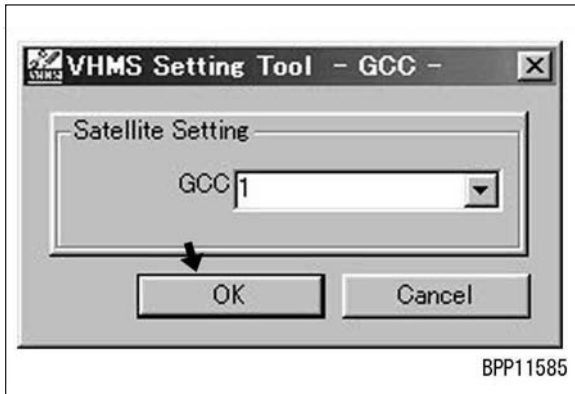 VHMS Setting Tool - GCC -
Satellite Setting
GCC 1
OK Cancel
BPP11585